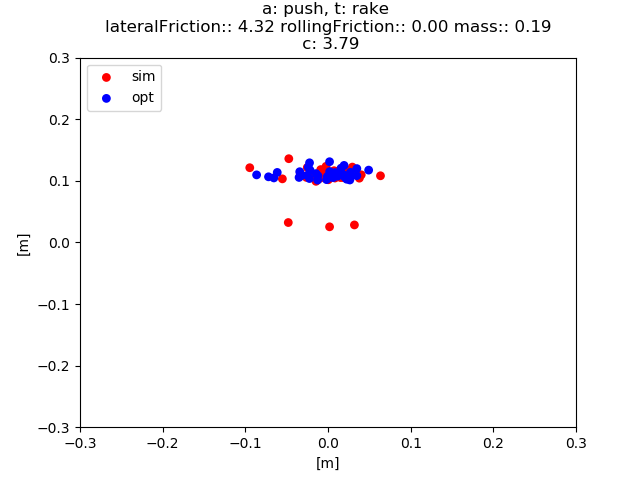 a: push, t: rake
lateralFriction:: 4.32 rollingFriction:: 0.00 mass:: 0.19
c: 3.79
sim
opt
0.3
0.2
0.1
0.0
−0.1
−0.2
−0.3
[m]
−0.3 −0.2 −0.1 0.0 0.1 0.2 0.3
[m]